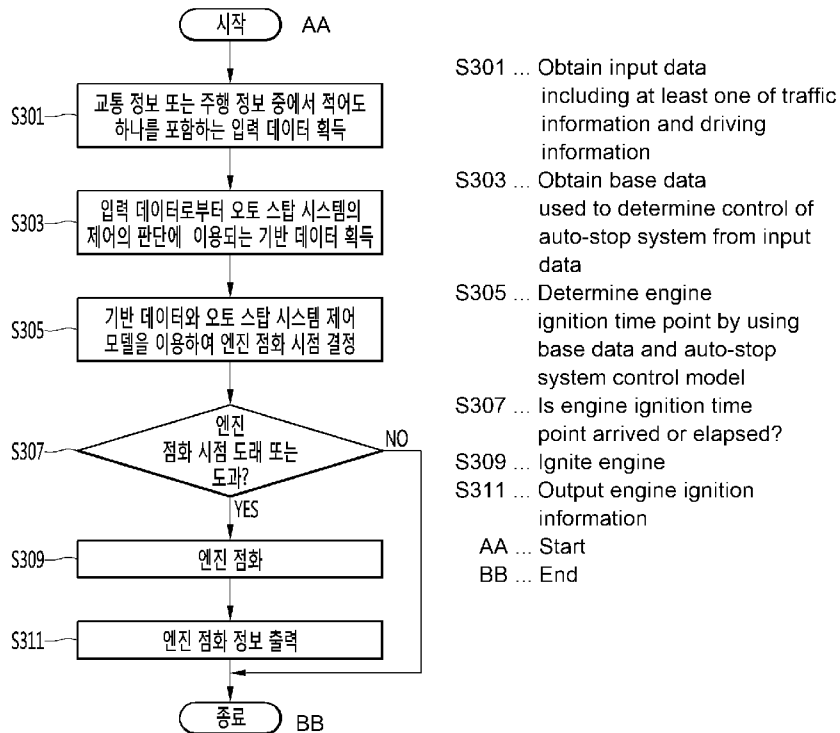 시작
AA
S301
교통 정보 또는 주행 정보 중에서 적어도
하나를 포함하는 입력 데이터 획득
S303
입력 데이터로부터 오토 스탑 시스템의
제어의 판단에 이용되는 기반 데이터 획득
S305
기반 데이터와 오토 스탑 시스템 제어
모델을 이용하여 엔진 점화 시점 결정
S307
엔진
점화 시점 도래 또는
도과?
NO
YES
S309
엔진 점화
S311
엔진 점화 정보 출력
종료
BB
S301 ... Obtain input data
including at least one of traffic
information and driving
information
S303 ... Obtain base data
used to determine control of
auto-stop system from input
data
S305 ... Determine engine
ignition time point by using
base data and auto-stop
system control model
S307 ... Is engine ignition time
point arrived or elapsed?
S309 ... Ignite engine
S311 ... Output engine ignition
information
AA ... Start
BB ... End